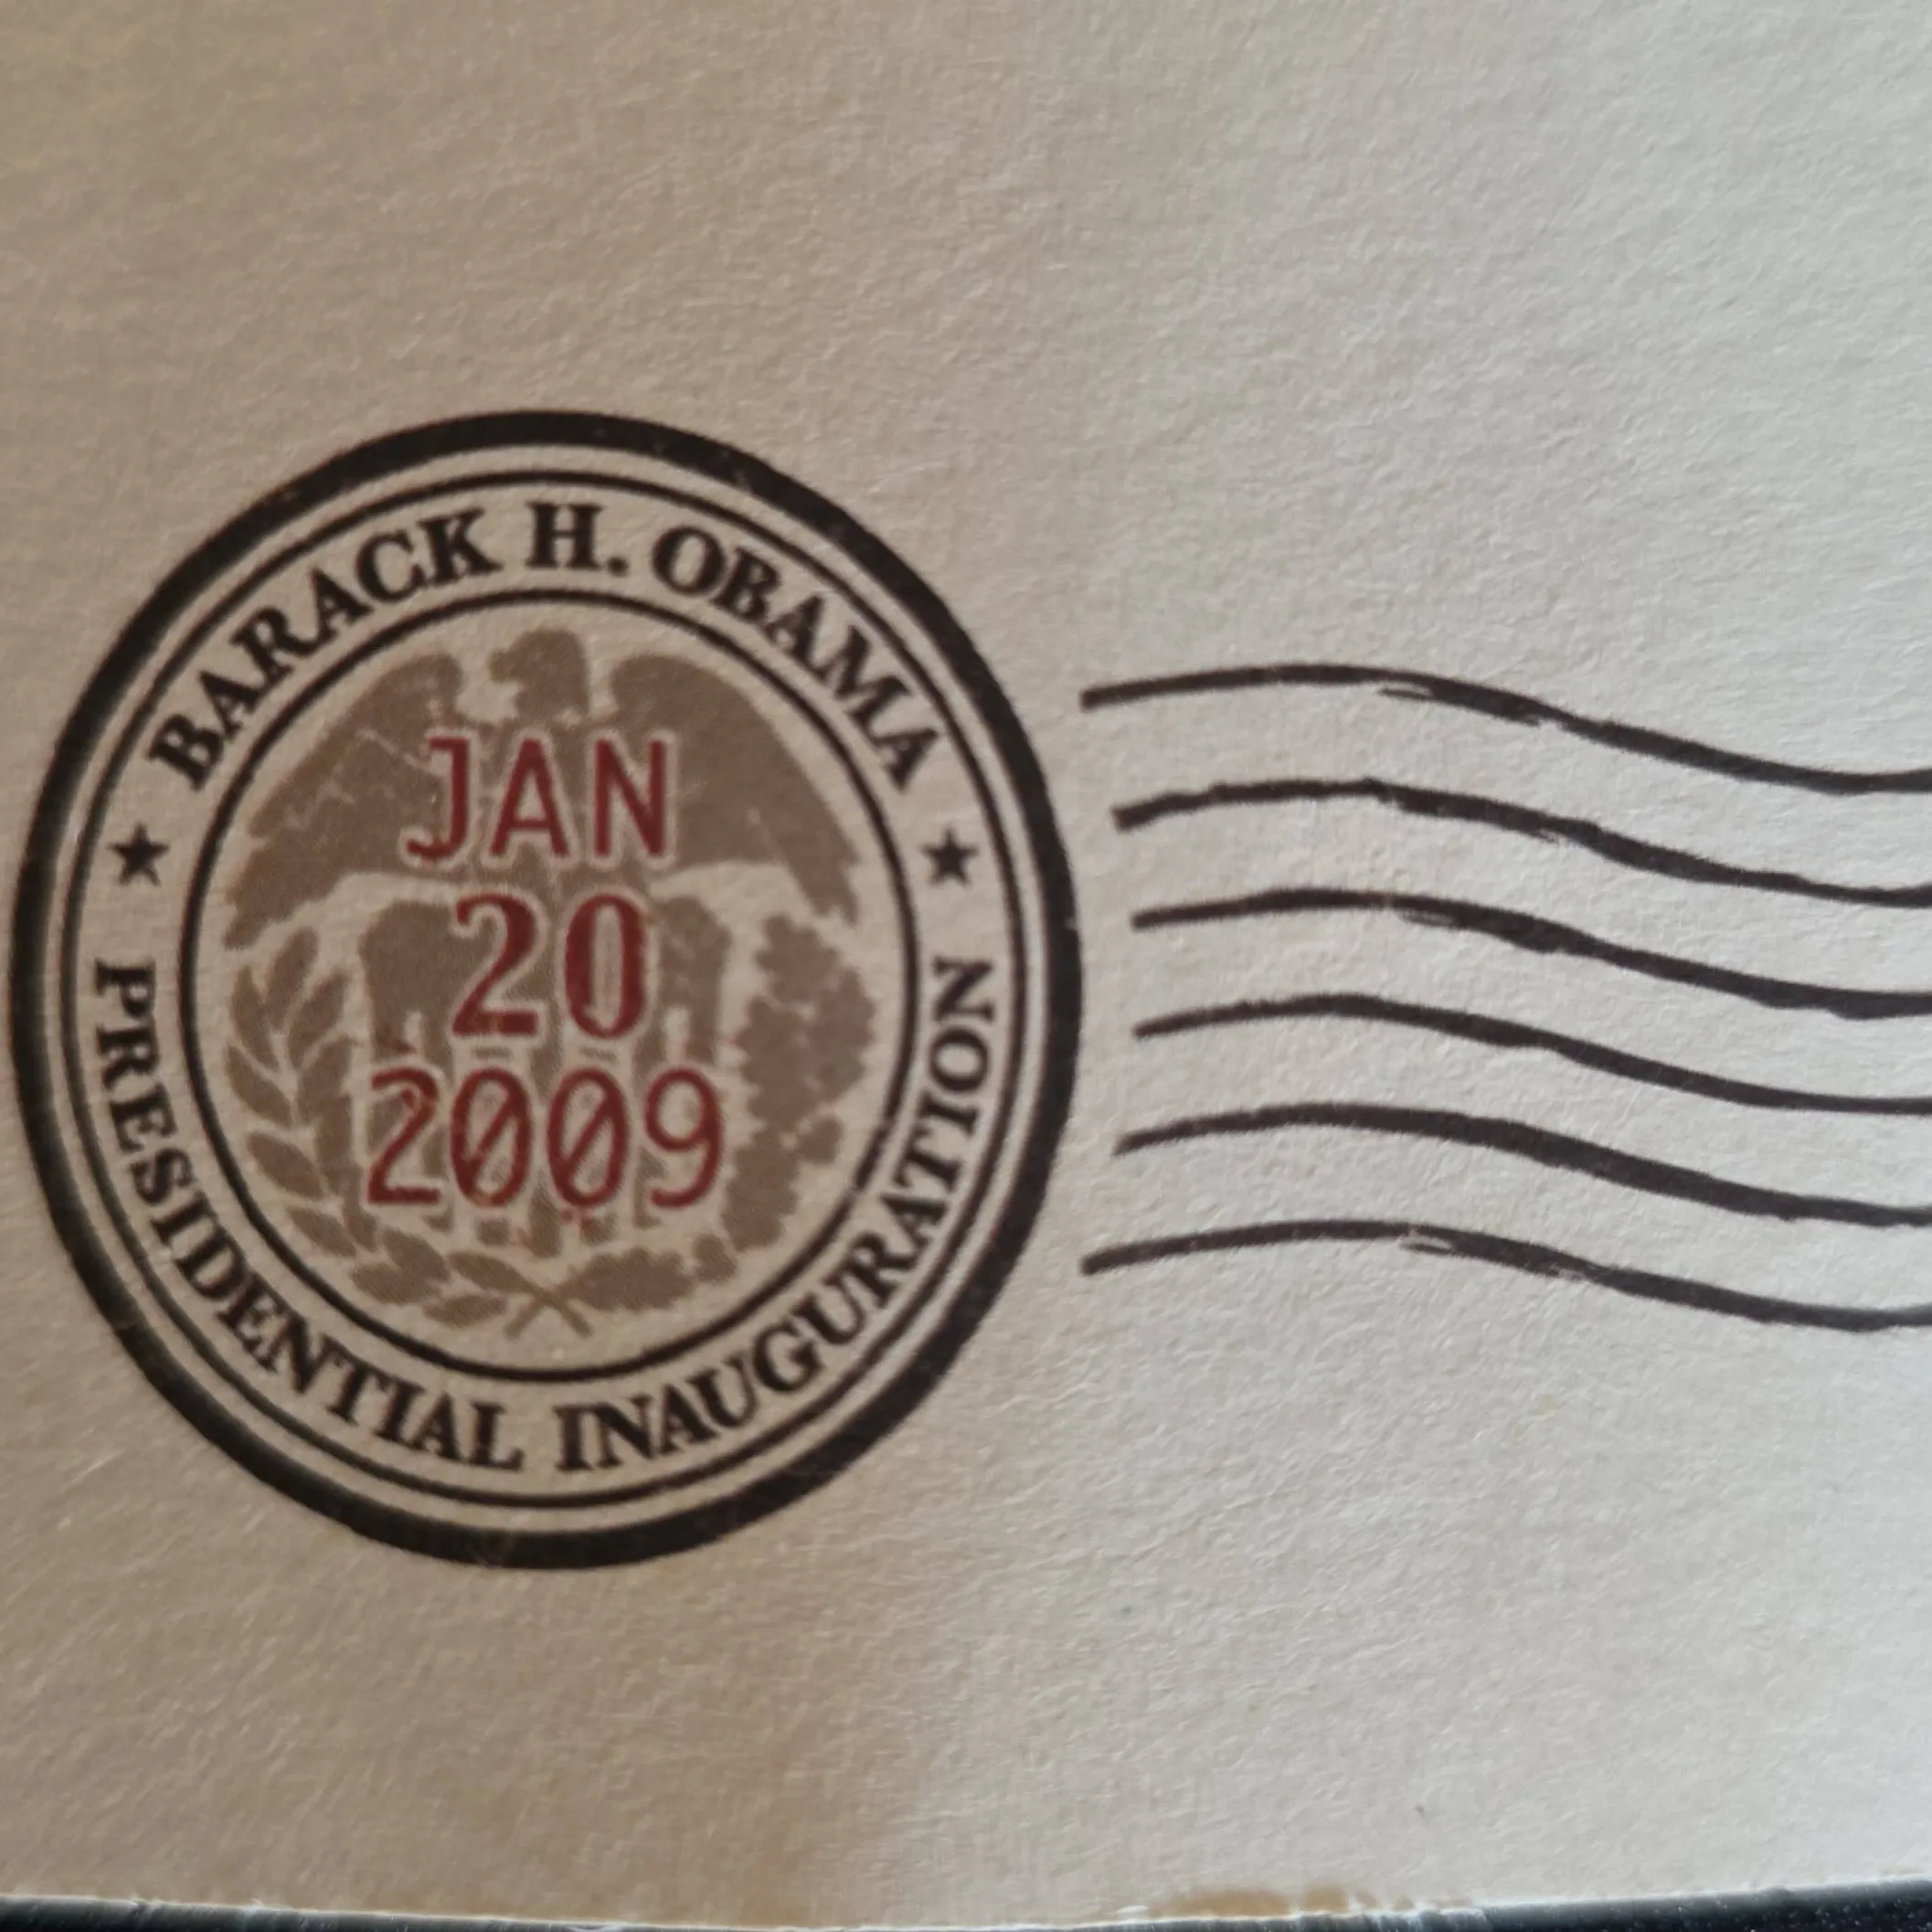 BARACK H. OBAMA
JAN
20
2009
PRESIDENTIAL INAUGURATION